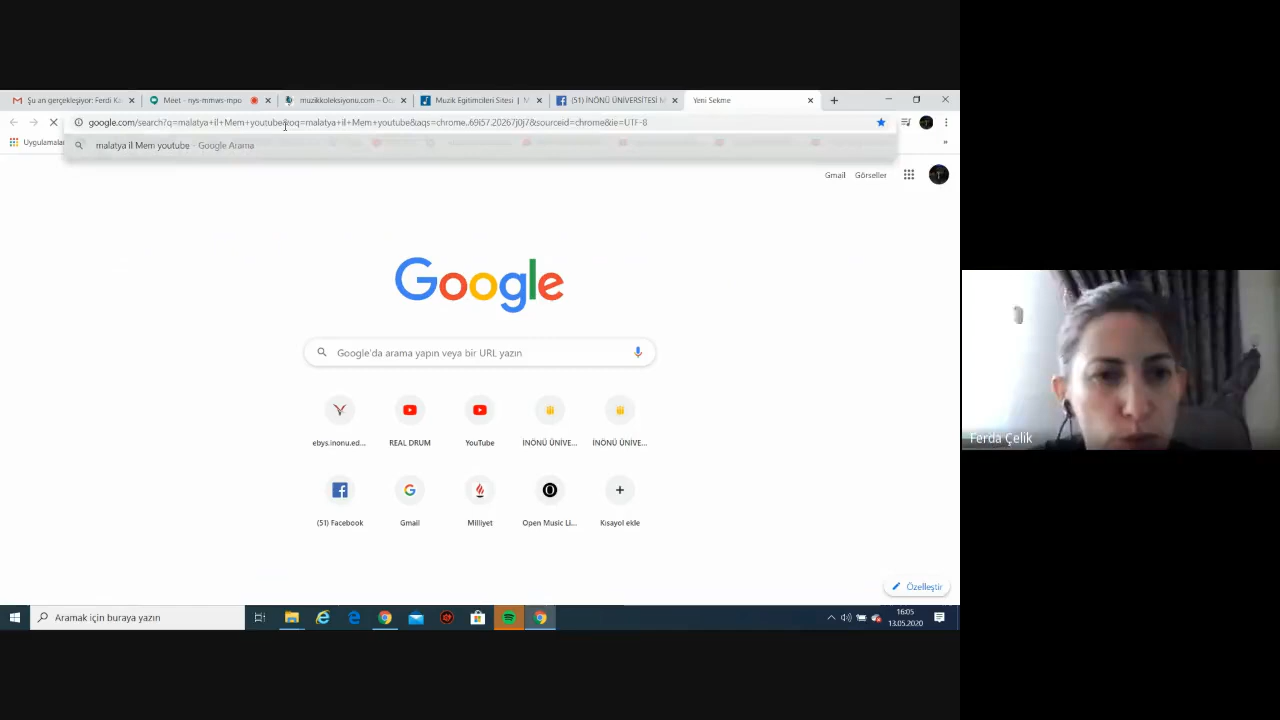 Şu an gerçekleşiyor: Ferdi Ka
Meet - nys-mmws-mpo
muzikkoleksiyonu.com – Oc
Muzik Egitimcileri Sitesi | M
(51) İNÖNÜ ÜNİVERSİTESİ M
Yeni Sekme
google.com/search?q=malatya+il+Mem+youtube&oq=malatya+il+Mem+youtube&aqs=chrome..69i57.20267j0j7&sourceid=chrome&ie=UTF-8
Uygulamalar
malatya il Mem youtube - Google Arama
Gmail
Görseller
Google
Google'da arama yapın veya bir URL yazın
ebys.inonu.ed...
REAL DRUM
YouTube
İNÖNÜ ÜNİVE...
İNÖNÜ ÜNİVE...
(51) Facebook
Gmail
Milliyet
Open Music Li...
Kısayol ekle
Özelleştir
Aramak için buraya yazın
16:05
13.05.2020
Ferda Çelik